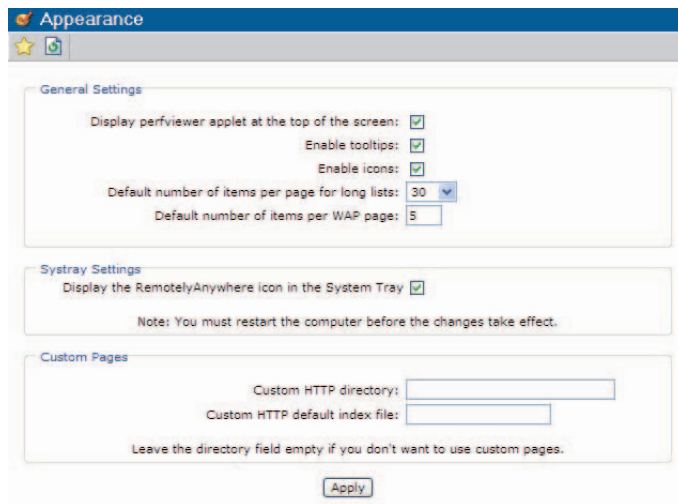 Appearance
General Settings
Display perfviewer applet at the top of the screen:
Enable tooltips:
Enable icons:
Default number of items per page for long lists: 30
Default number of items per WAP page: 5
Systray Settings
Display the RemotelyAnywhere icon in the System Tray
Note: You must restart the computer before the changes take effect.
Custom Pages
Custom HTTP directory:
Custom HTTP default index file:
Leave the directory field empty if you don't want to use custom pages.
Apply